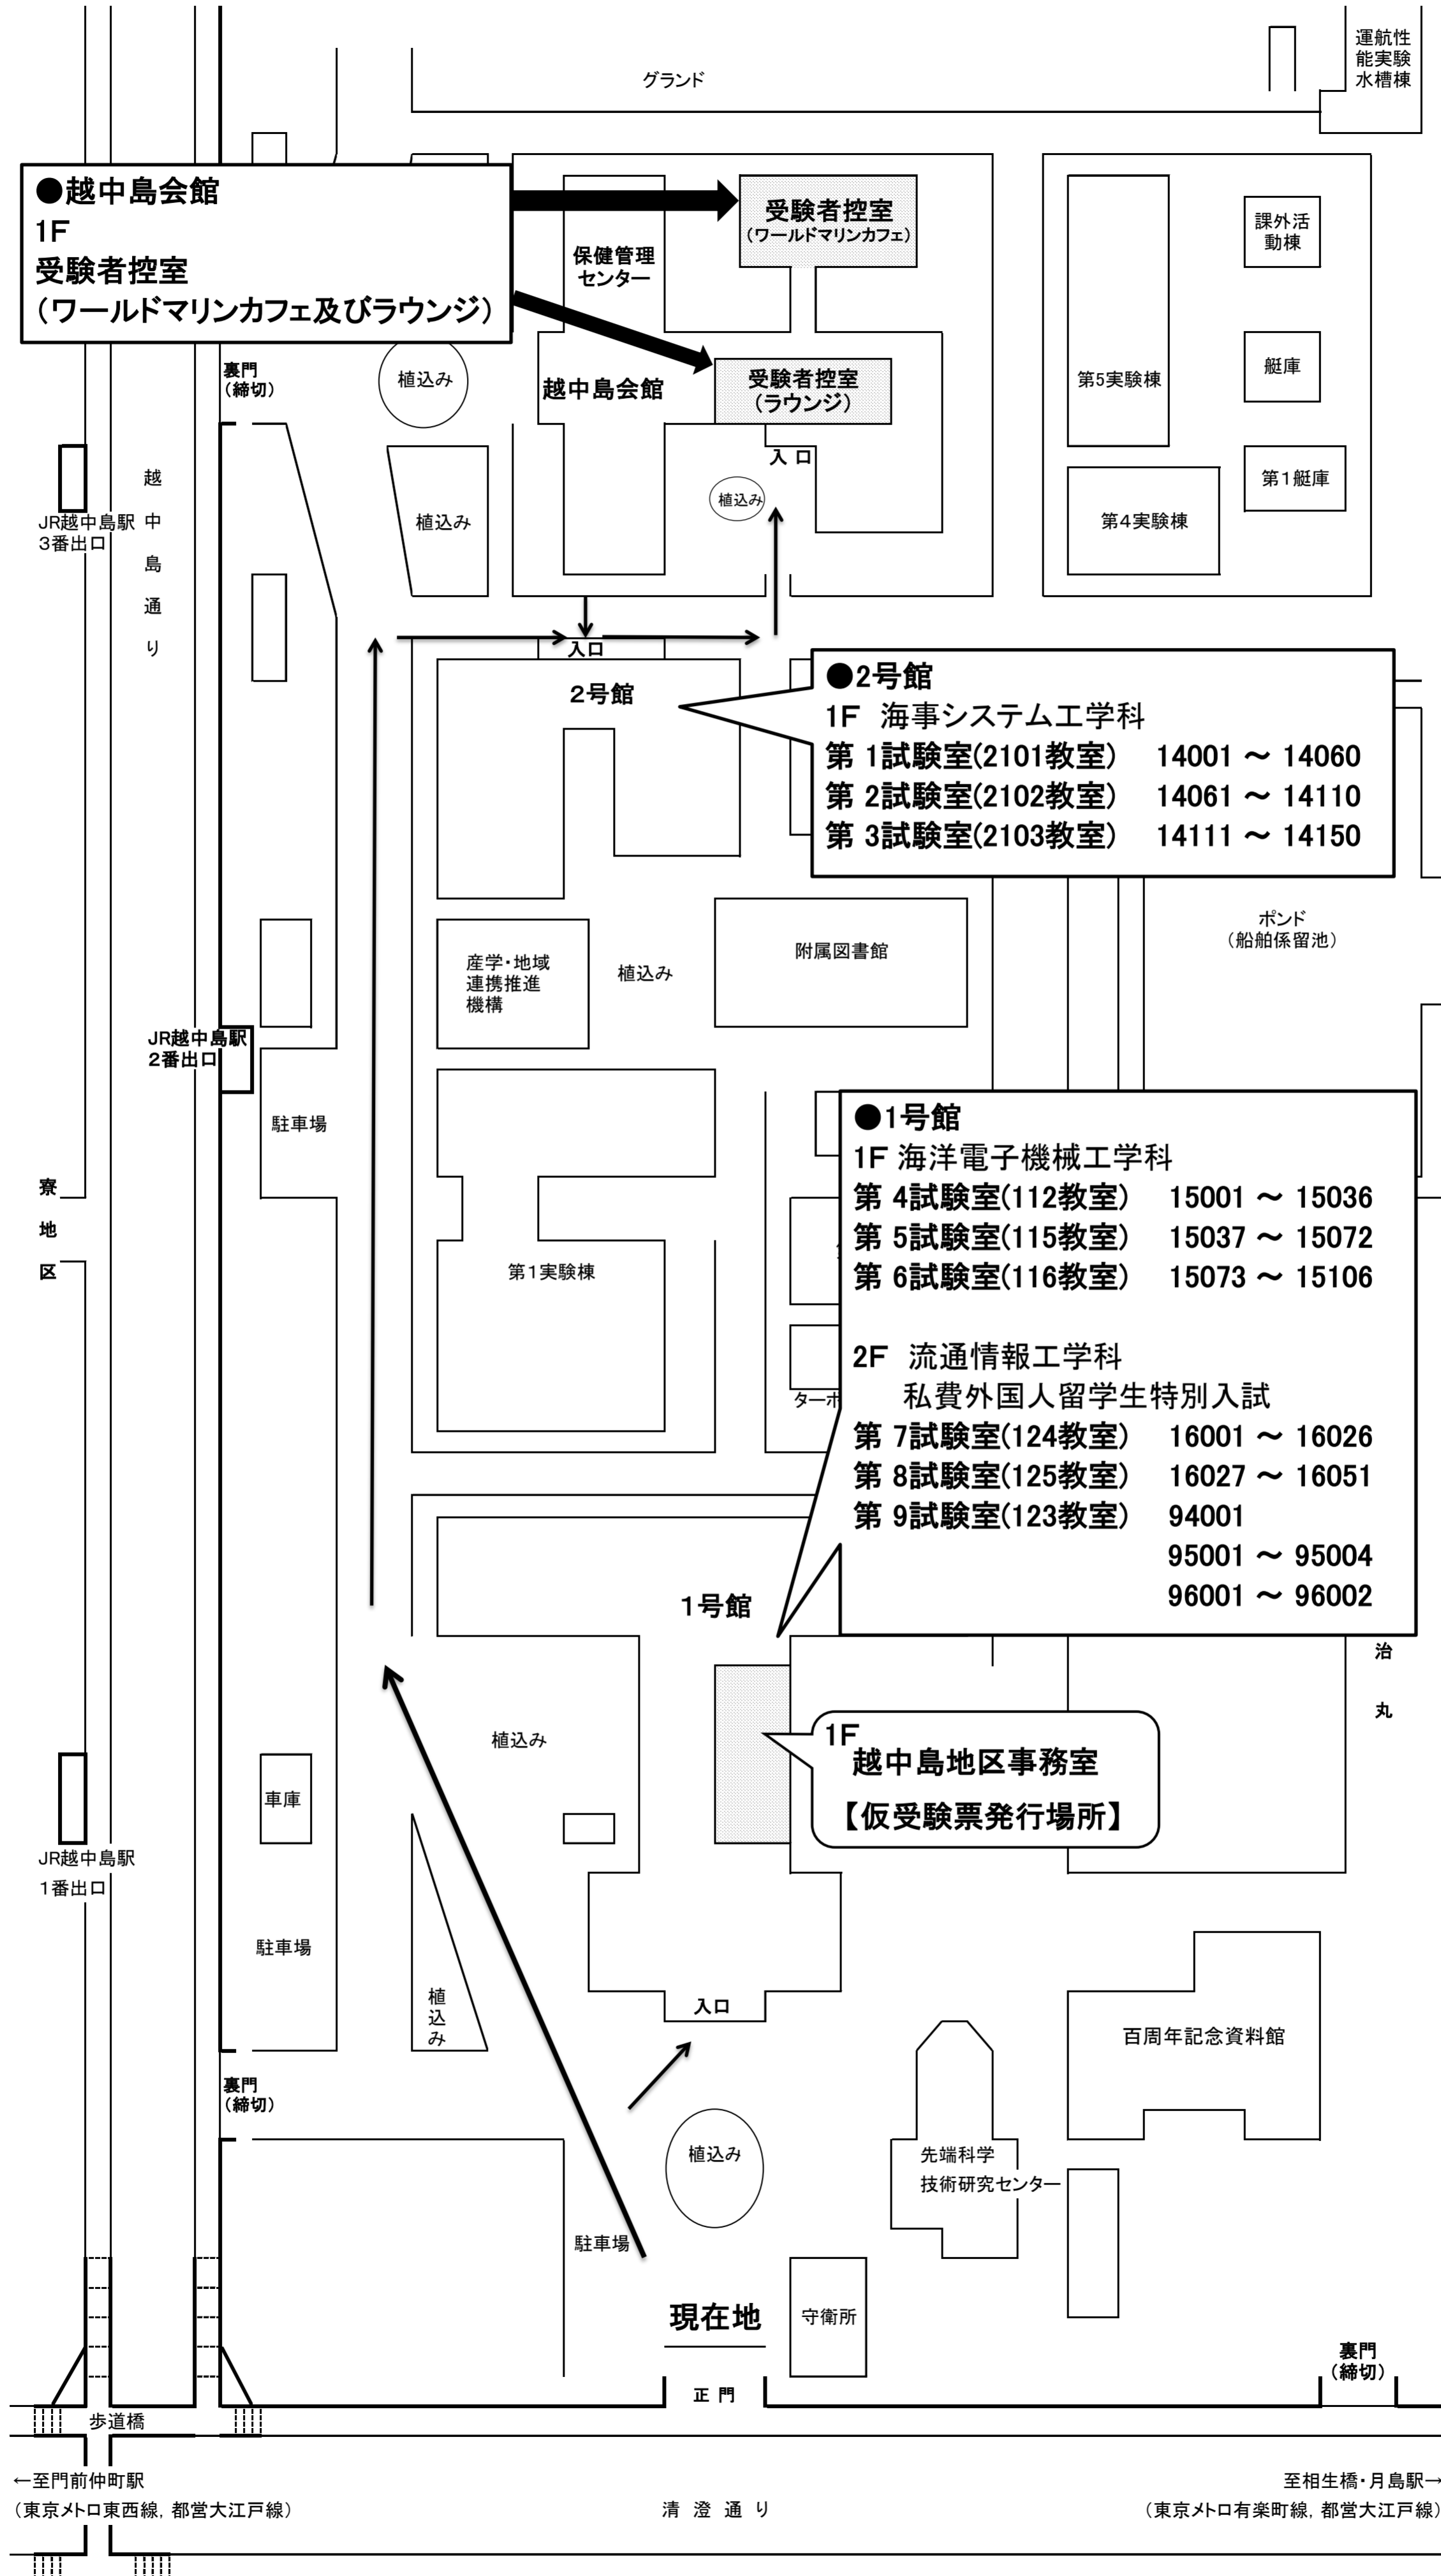 運航性
能実験
水槽棟
グランド
●越中島会館
1F
受験者控室
（ワールドマリンカフェ及びラウンジ）
保健管理
センター
受験者控室
（ワールドマリンカフェ）
課外活
動棟
裏門
（締切）
植込み
越中島会館
受験者控室
（ラウンジ）
第5実験棟
艇庫
入口
植込み
植込み
第4実験棟
第1艇庫
JR越中島駅
3番出口
越中島通り
入口
2号館
●2号館
1F 海事システム工学科
第 1試験室(2101教室) 14001 ～ 14060
第 2試験室(2102教室) 14061 ～ 14110
第 3試験室(2103教室) 14111 ～ 14150
産学・地域
連携推進
機構
植込み
附属図書館
ポンド
（船舶係留池）
JR越中島駅
2番出口
駐車場
寮地区
第1実験棟
ターボ
●1号館
1F 海洋電子機械工学科
第 4試験室(112教室) 15001 ～ 15036
第 5試験室(115教室) 15037 ～ 15072
第 6試験室(116教室) 15073 ～ 15106
2F 流通情報工学科
私費外国人留学生特別入試
第 7試験室(124教室) 16001 ～ 16026
第 8試験室(125教室) 16027 ～ 16051
第 9試験室(123教室) 94001
95001 ～ 95004
96001 ～ 96002
1号館
治丸
植込み
1F
越中島地区事務室
【仮受験票発行場所】
車庫
JR越中島駅
1番出口
駐車場
植込み
入口
百周年記念資料館
裏門
（締切）
植込み
先端科学
技術研究センター
駐車場
現在地
守衛所
正門
裏門
（締切）
歩道橋
←至門前仲町駅
（東京メトロ東西線, 都営大江戸線）
清澄通り
至相生橋・月島駅→
（東京メトロ有楽町線, 都営大江戸線）